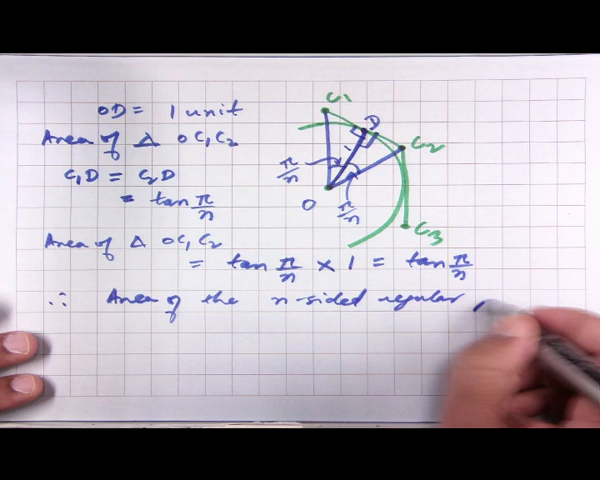 OD = 1 unit
Area of Δ OC₁C₂
C₁D = C₂D
= tan π/n
Area of Δ OC₁C₂
= tan π/n × 1 = tan π/n
∴ Area of the n-sided regular
C₁
D
C₂
π/n
1
O
π/n
C₃